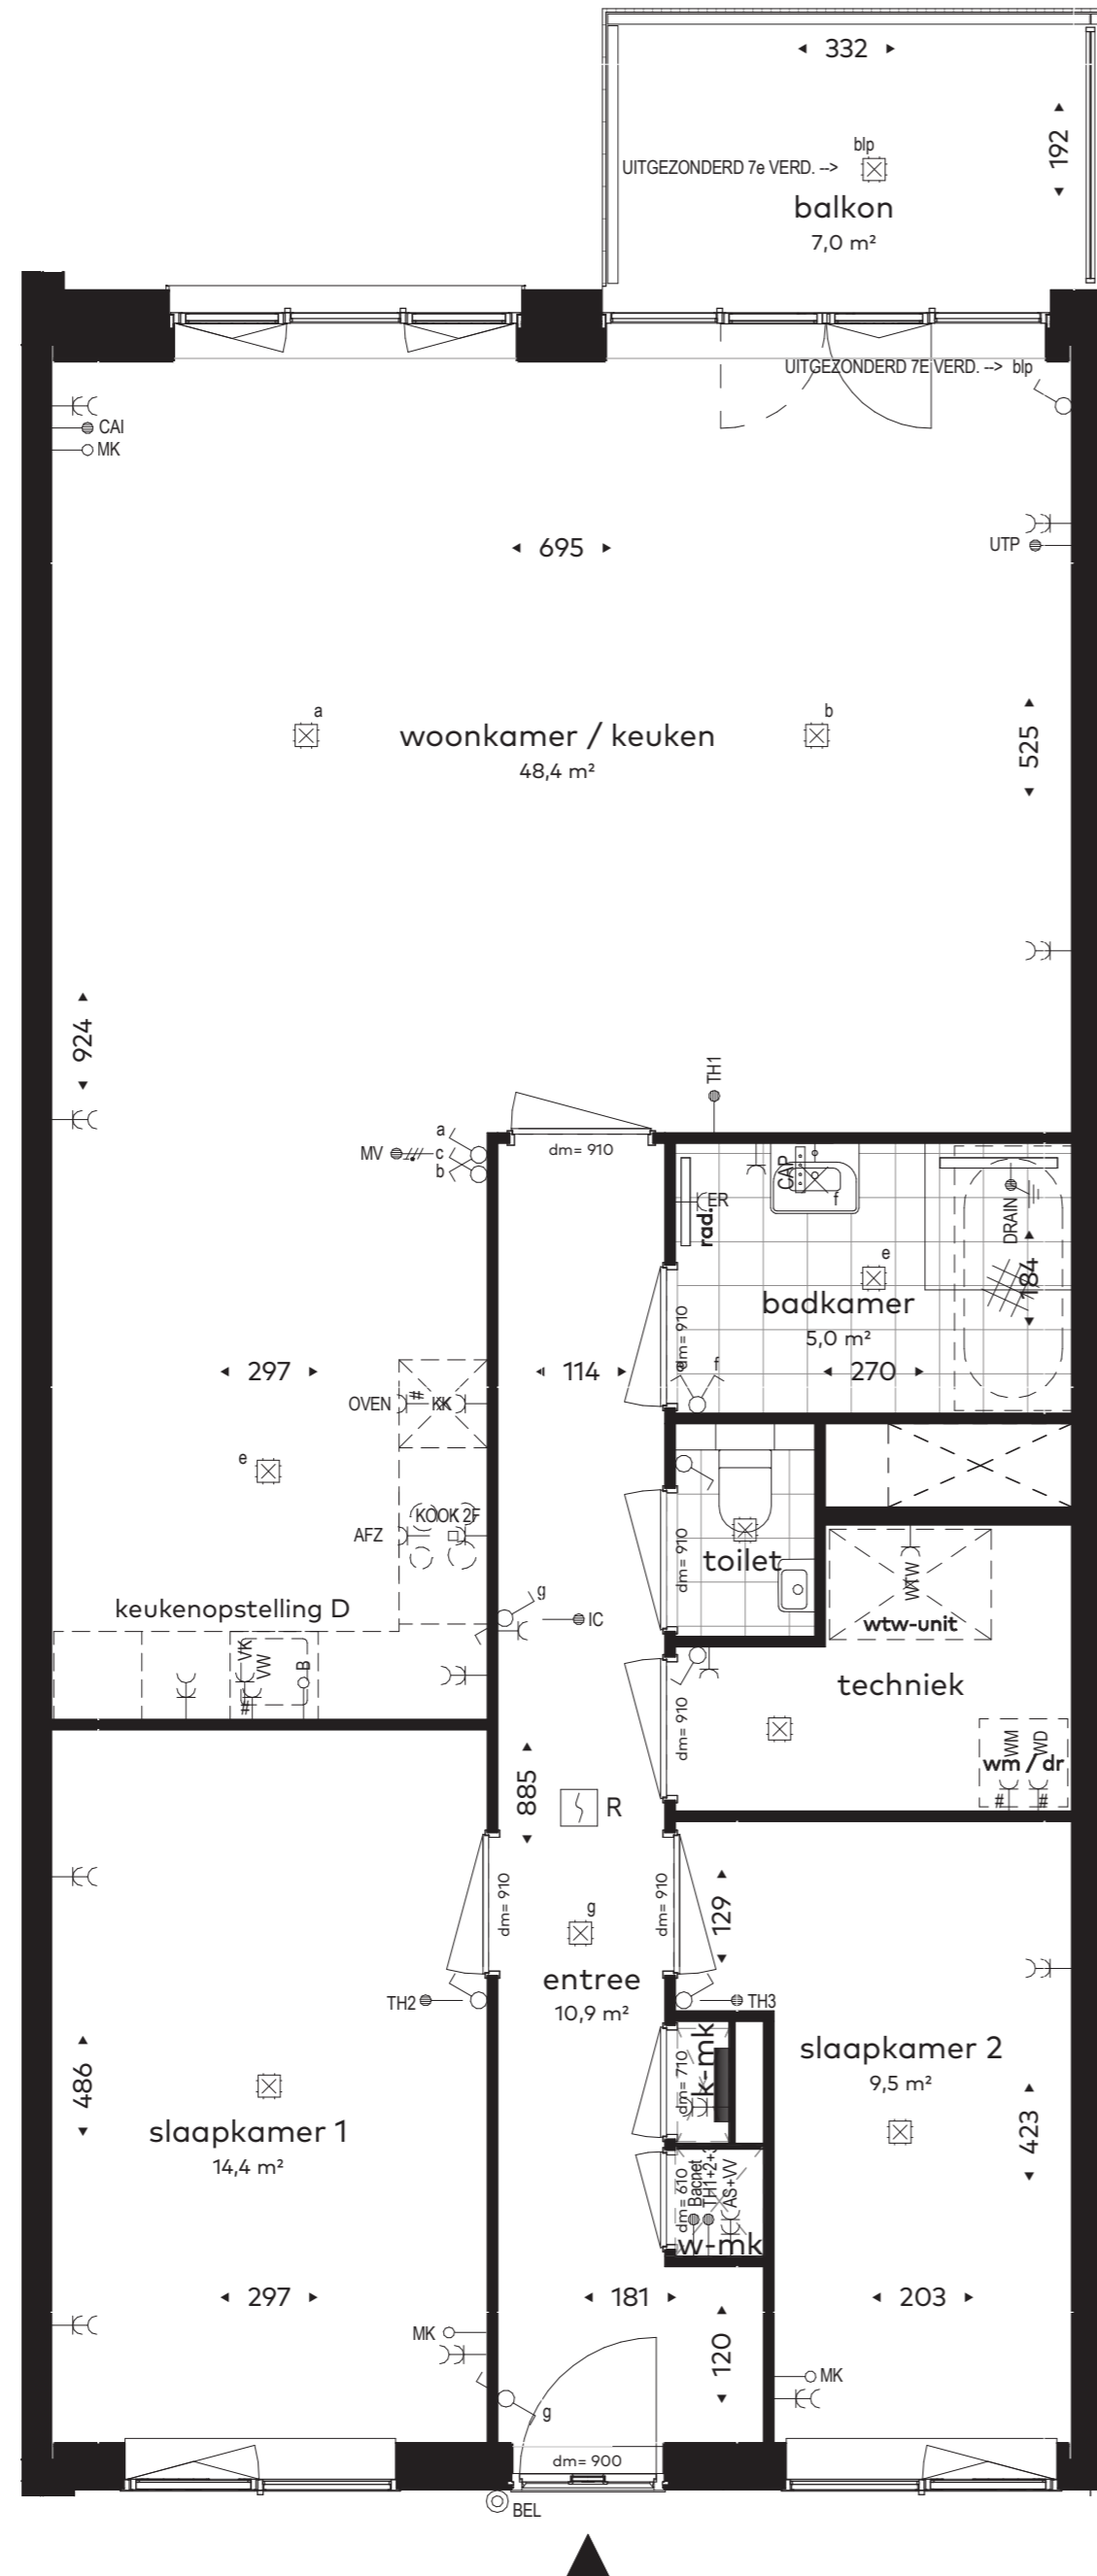 332
192
blp
UITGEZONDERD 7e VERD. -->
balkon
7,0 m²
UITGEZONDERD 7E VERD. --> blp
CAI
MK
UTP
695
a
b
woonkamer / keuken
48,4 m²
525
924
TH1
a
MV
c
b
dm= 910
CAP
f
ER
rad.
DRAIN
184
e
badkamer
5,0 m²
dm= 910
e
f
297
114
270
OVEN
#
KK
e
KOOK 2F
AFZ
dm= 910
toilet
WTW
wtw-unit
keukenopstelling D
g
IC
VK
VW
B
#
techniek
dm= 910
WM
WD
wm / dr
#
#
885
R
dm= 910
dm= 910
129
g
entree
10,9 m²
TH2
TH3
k-mk
dm= 710
slaapkamer 2
9,5 m²
486
423
slaapkamer 1
14,4 m²
dm= 610
Bacnet
TH1+2+3
AS+VV
w-mk
297
181
203
120
MK
MK
g
dm= 900
BEL